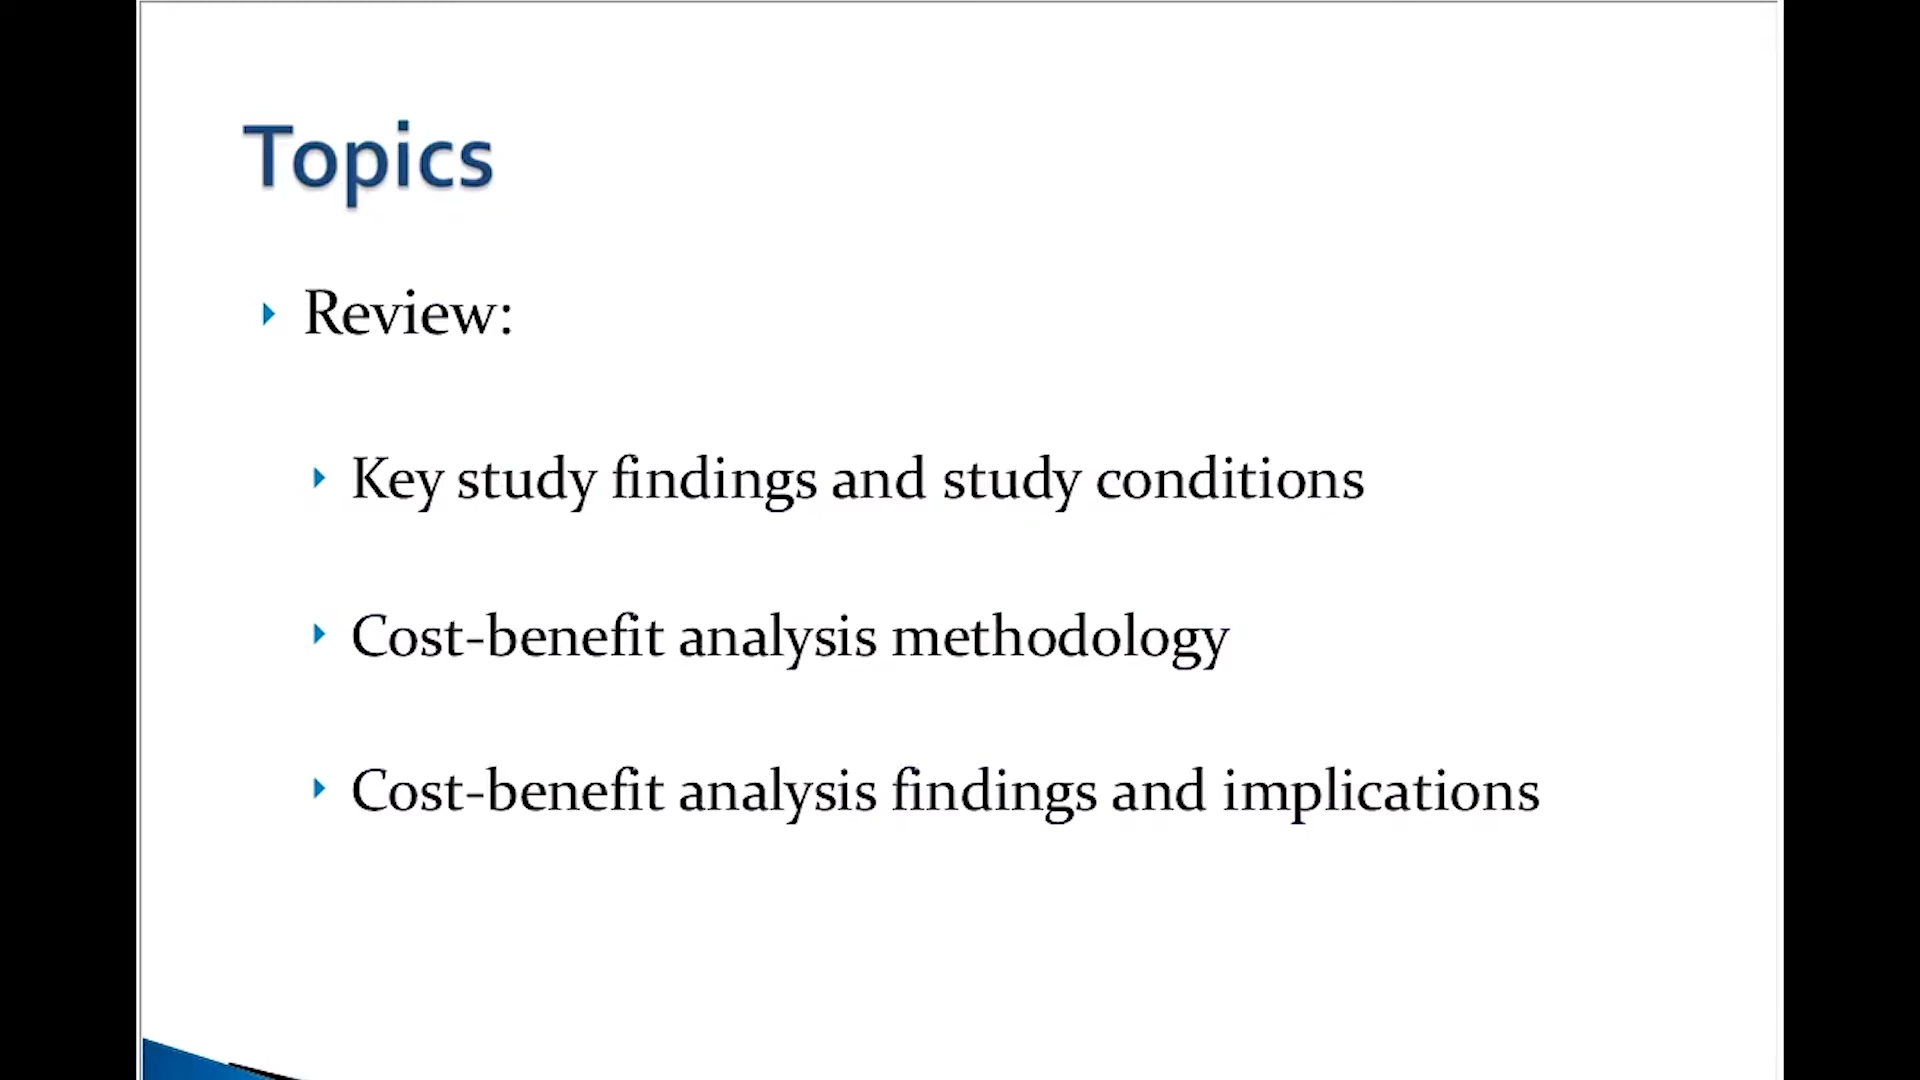 Topics
Review:
Key study findings and study conditions
Cost-benefit analysis methodology
Cost-benefit analysis findings and implications